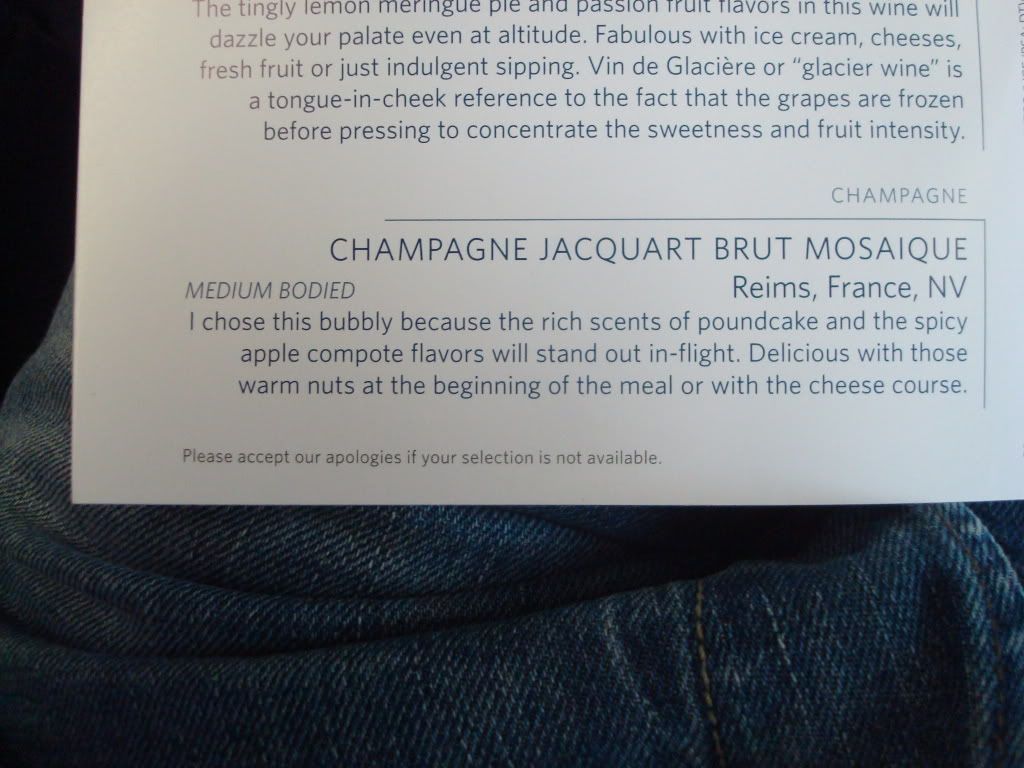 The tingly lemon meringue pie and passion fruit flavors in this wine will
dazzle your palate even at altitude. Fabulous with ice cream, cheeses,
fresh fruit or just indulgent sipping. Vin de Glacière or “glacier wine” is
a tongue-in-cheek reference to the fact that the grapes are frozen
before pressing to concentrate the sweetness and fruit intensity.
CHAMPAGNE
CHAMPAGNE JACQUART BRUT MOSAIQUE
MEDIUM BODIED Reims, France, NV
I chose this bubbly because the rich scents of poundcake and the spicy
apple compote flavors will stand out in-flight. Delicious with those
warm nuts at the beginning of the meal or with the cheese course.
Please accept our apologies if your selection is not available.